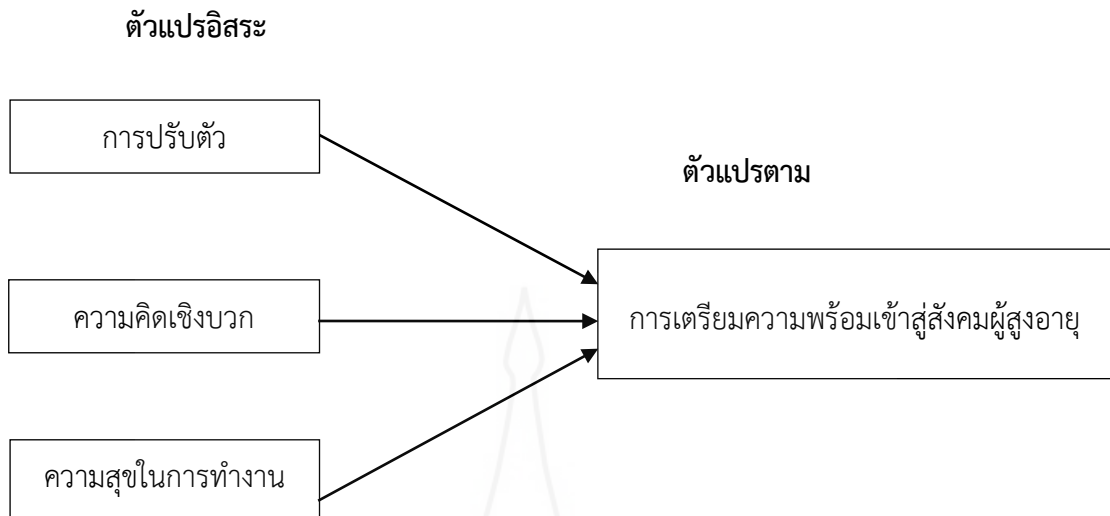 ตัวแปรอิสระ
การปรับตัว
ตัวแปรตาม
ความคิดเชิงบวก
การเตรียมความพร้อมเข้าสู่สังคมผู้สูงอายุ
ความสุขในการทำงาน